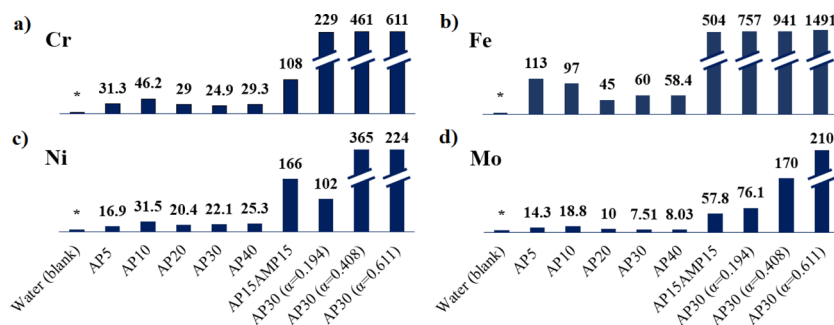 a)
Cr
* 31.3 46.2 29 24.9 29.3 108 229 461 611
b)
Fe
* 113 97 45 60 58.4 504 757 941 1491
c)
Ni
* 16.9 31.5 20.4 22.1 25.3 166 102 365 224
Water (blank) AP5 AP10 AP20 AP30 AP40 AP15AMP15 AP30 (α=0.194) AP30 (α=0.408) AP30 (α=0.611)
d)
Mo
* 14.3 18.8 10 7.51 8.03 57.8 76.1 170 210
Water (blank) AP5 AP10 AP20 AP30 AP40 AP15AMP15 AP30 (α=0.194) AP30 (α=0.408) AP30 (α=0.611)